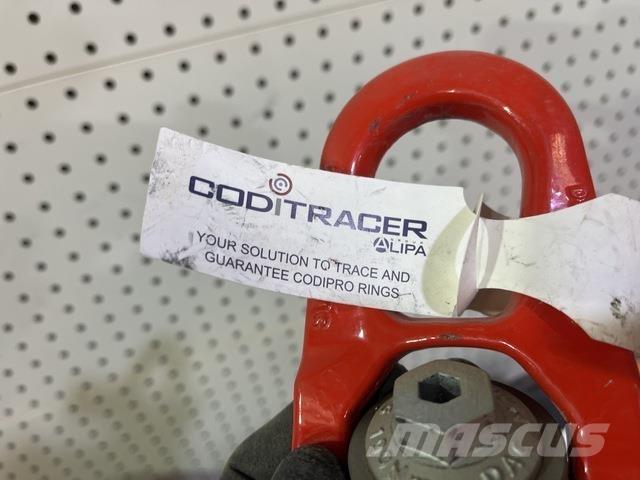 CODITRACER
ALIPA
YOUR SOLUTION TO TRACE AND
GUARANTEE CODIPRO RINGS
MASCUS